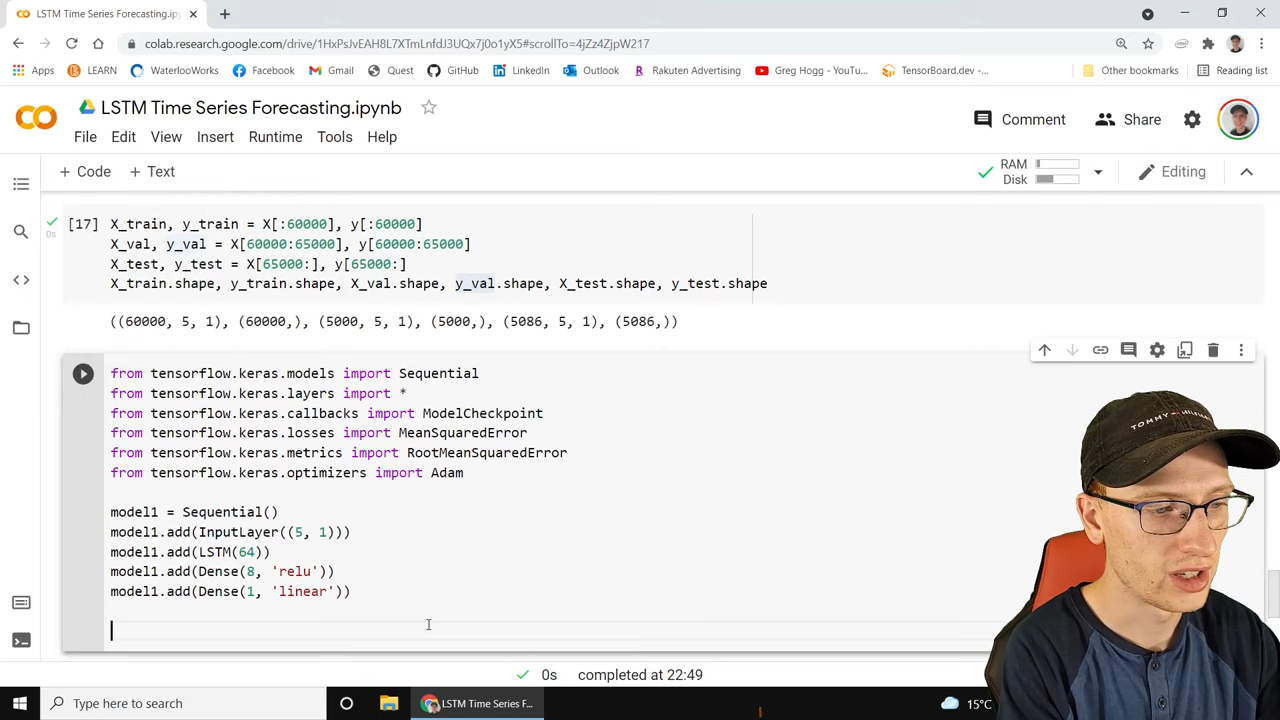 LSTM Time Series Forecasting.ipy
colab.research.google.com/drive/1HxPsJvEAH8L7XTmLnfdJ3UQx7j0o1yX5#scrollTo=4jZz4ZjpW217
Apps LEARN WaterlooWorks Facebook Gmail Quest GitHub LinkedIn Outlook Rakuten Advertising Greg Hogg - YouTu... TensorBoard.dev -... Other bookmarks Reading list
LSTM Time Series Forecasting.ipynb
File Edit View Insert Runtime Tools Help
Comment Share
+ Code + Text
RAM
Disk
Editing
[17] X_train, y_train = X[:60000], y[:60000]
0s
X_val, y_val = X[60000:65000], y[60000:65000]
X_test, y_test = X[65000:], y[65000:]
X_train.shape, y_train.shape, X_val.shape, y_val.shape, X_test.shape, y_test.shape
((60000, 5, 1), (60000,), (5000, 5, 1), (5000,), (5086, 5, 1), (5086,))
from tensorflow.keras.models import Sequential
from tensorflow.keras.layers import *
from tensorflow.keras.callbacks import ModelCheckpoint
from tensorflow.keras.losses import MeanSquaredError
from tensorflow.keras.metrics import RootMeanSquaredError
from tensorflow.keras.optimizers import Adam
model1 = Sequential()
model1.add(InputLayer((5, 1)))
model1.add(LSTM(64))
model1.add(Dense(8, 'relu'))
model1.add(Dense(1, 'linear'))
TOMMY
0s completed at 22:49
Type here to search
LSTM Time Series F...
15°C